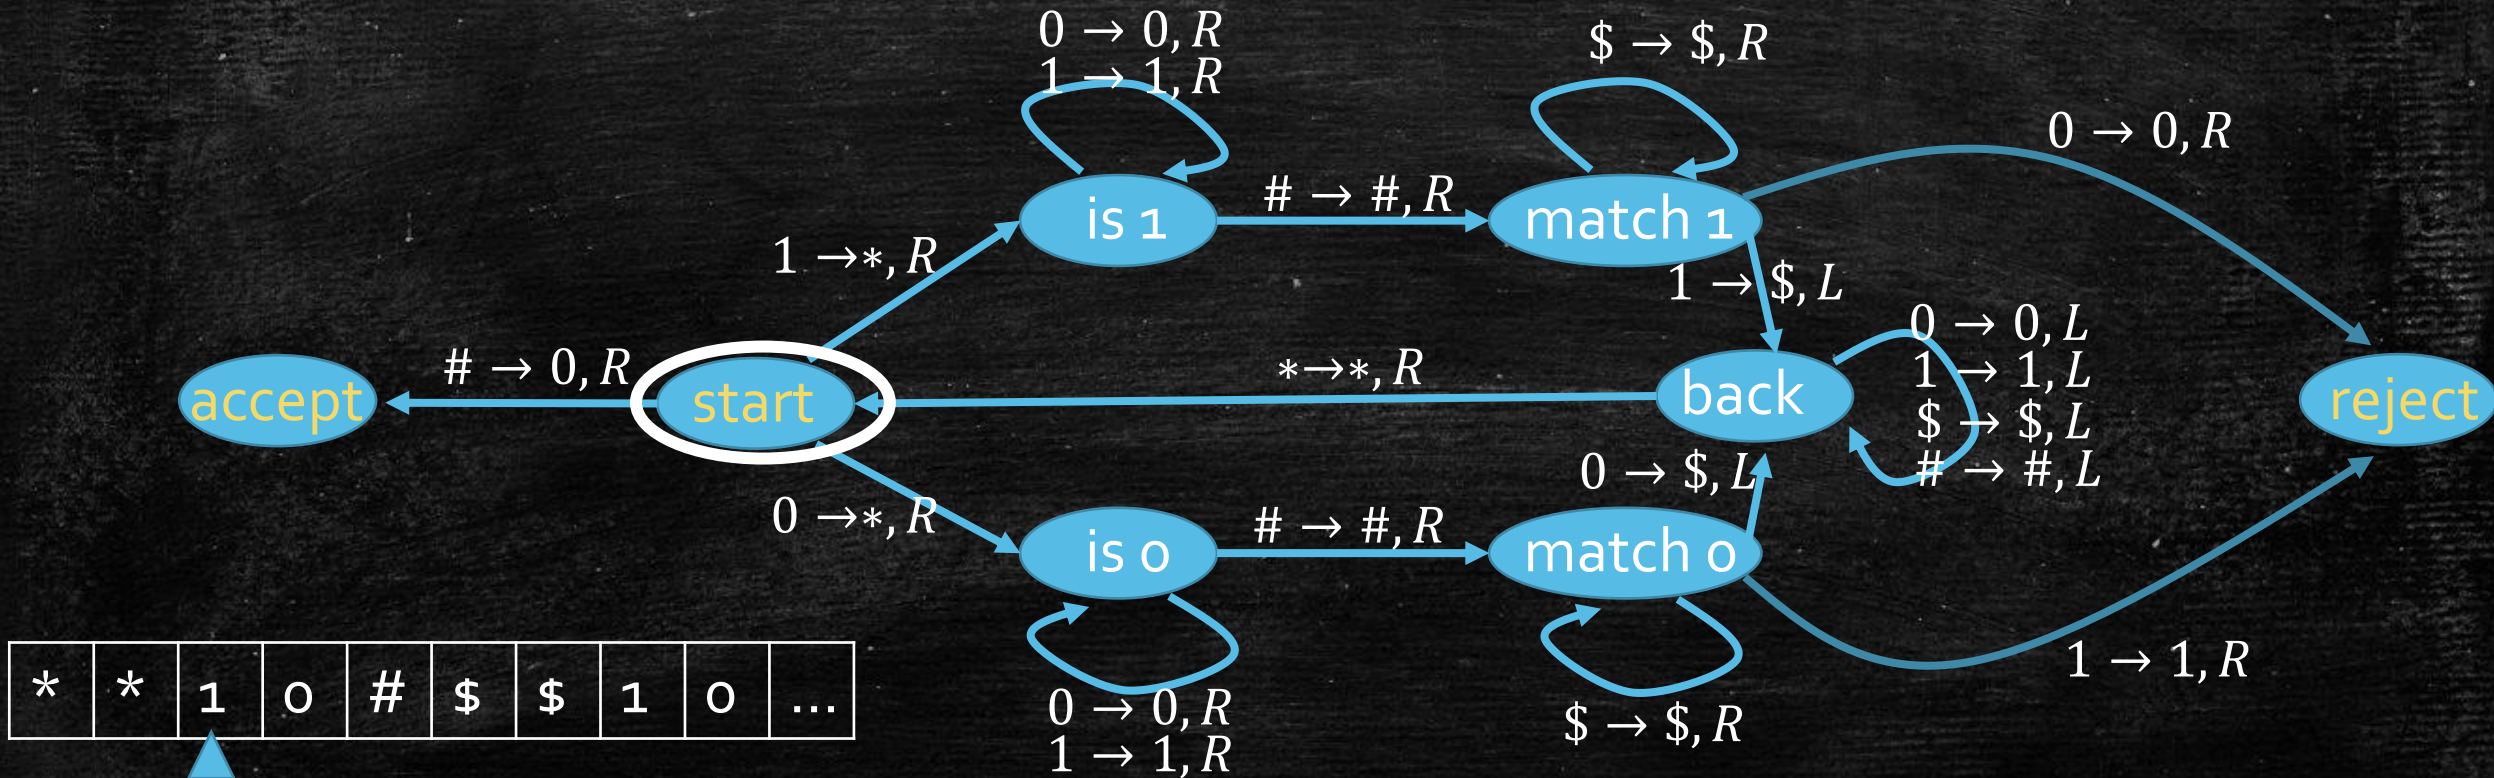 0 → 0, R
1 → 1, R
$ → $, R
0 → 0, R
is 1
# → #, R
match 1
1 →*, R
1 → $, L
accept
# → 0, R
start
*→*, R
back
0 → 0, L
1 → 1, L
$ → $, L
# → #, L
reject
0 → $, L
0 →*, R
is 0
# → #, R
match 0
0 → 0, R
1 → 1, R
$ → $, R
1 → 1, R
* * 1 0 # $ $ 1 0 ...